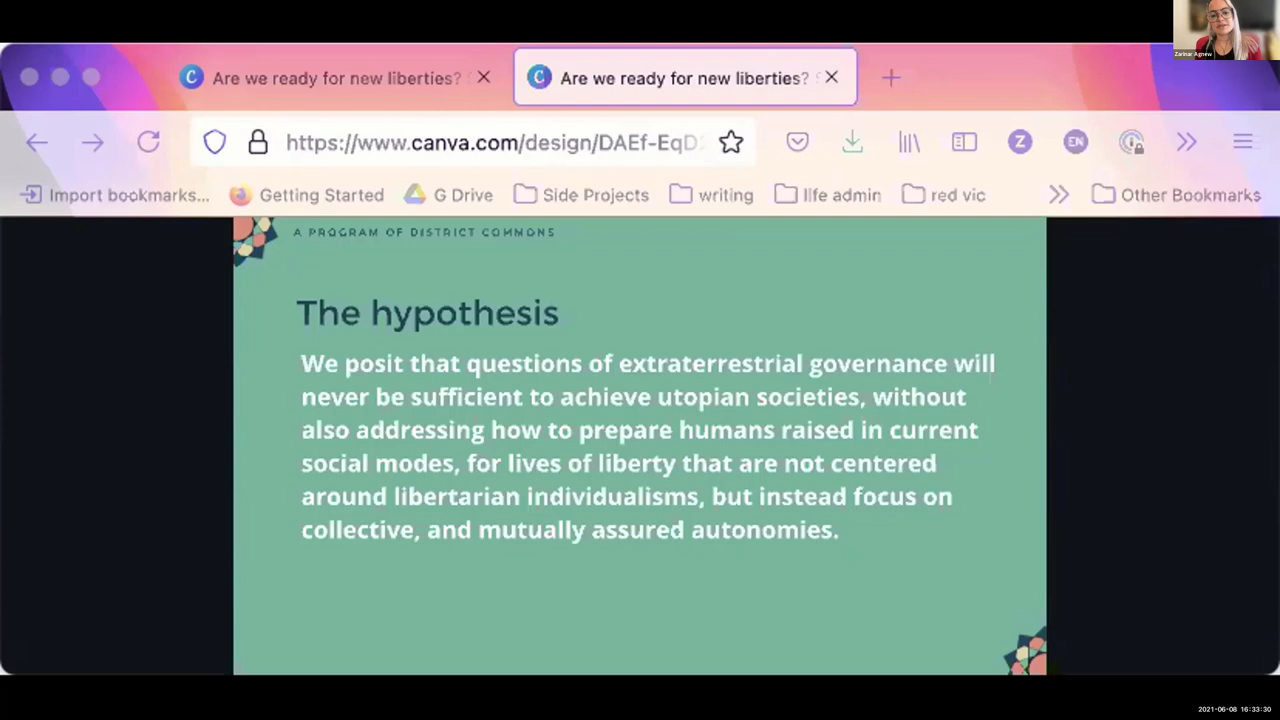 Zarinar Agnew
Are we ready for new liberties?
Are we ready for new liberties?
https://www.canva.com/design/DAEf-EqD
Z
EN
Import bookmarks...
Getting Started
G Drive
Side Projects
writing
life admin
red vic
Other Bookmarks
A PROGRAM OF DISTRICT COMMONS
The hypothesis
We posit that questions of extraterrestrial governance will
never be sufficient to achieve utopian societies, without
also addressing how to prepare humans raised in current
social modes, for lives of liberty that are not centered
around libertarian individualisms, but instead focus on
collective, and mutually assured autonomies.
2021-06-08 16:33:30